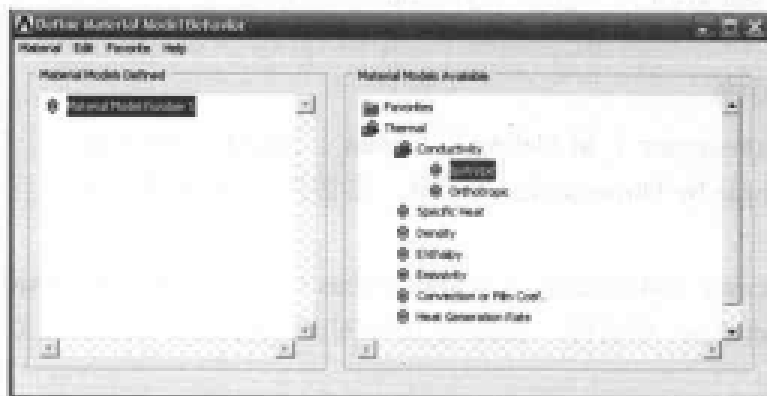 Define Material Model Behavior
Material Edit Favorite Help
Material Models Defined
Material Model Number 1
Material Models Available
Favorites
Thermal
Conductivity
Isotropic
Orthotropic
Specific Heat
Density
Enthalpy
Emissivity
Convection or Film Coef.
Heat Generation Rate